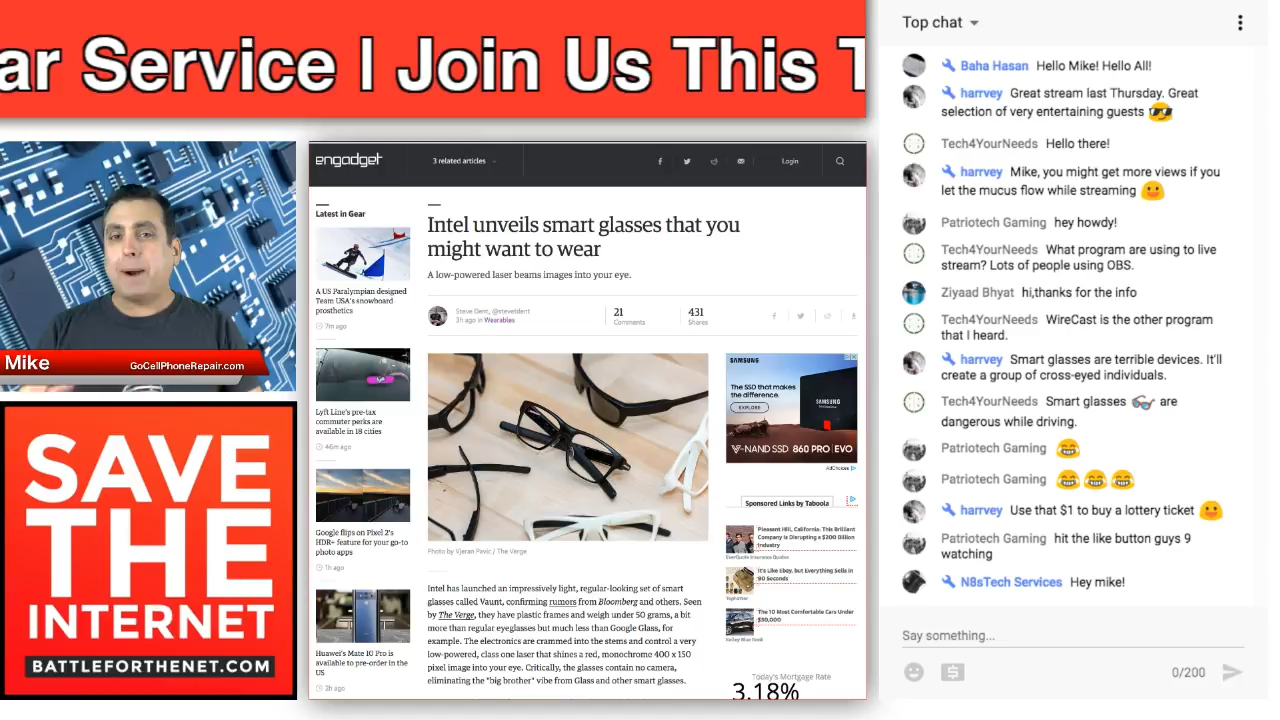 ar Service | Join Us This T
engadget
3 related articles
Login
Latest in Gear
A US Paralympian designed
Team USA's snowboard
prosthetics
7m ago
Lyft Line's pre-tax
commuter perks are
available in 18 cities
46m ago
Google flips on Pixel 2's
HDR+ feature for your go-to
photo apps
1h ago
Huawei's Mate 10 Pro is
available to pre-order in the
US
2h ago
Intel unveils smart glasses that you
might want to wear
A low-powered laser beams images into your eye.
Steve Dent, @stevetdent
3h ago in Wearables
21
Comments
431
Shares
Photo by Vjeran Pavic / The Verge
Intel has launched an impressively light, regular-looking set of smart
glasses called Vaunt, confirming rumors from Bloomberg and others. Seen
by The Verge, they have plastic frames and weigh under 50 grams, a bit
more than regular eyeglasses but much less than Google Glass, for
example. The electronics are crammed into the stems and control a very
low-powered, class one laser that shines a red, monochrome 400 x 150
pixel image into your eye. Critically, the glasses contain no camera,
eliminating the "big brother" vibe from Glass and other smart glasses.
SAMSUNG
THE SSD that makes
the difference.
EXPLORE
SAMSUNG
V-NAND SSD 860 PRO | EVO
AdChoices
Sponsored Links by Taboola
Pleasant Hill, California: This Brilliant
Company Is Disrupting a $200 Billion
Industry
EverQuote Insurance Quotes
It's Like Ebay, but Everything Sells in
90 Seconds
Tophatter
The 10 Most Comfortable Cars Under
$30,000
Valley Blue Book
Today's Mortgage Rate
3.18%
Mike
GoCellPhoneRepair.com
SAVE
THE
INTERNET
BATTLEFORTHENET.COM
Top chat
Baha Hasan Hello Mike! Hello All!
harrvey Great stream last Thursday. Great
selection of very entertaining guests 😎
Tech4YourNeeds Hello there!
harrvey Mike, you might get more views if you
let the mucus flow while streaming 😛
Patriotech Gaming hey howdy!
Tech4YourNeeds What program are using to live
stream? Lots of people using OBS.
Ziyaad Bhyat hi,thanks for the info
Tech4YourNeeds WireCast is the other program
that I heard.
harrvey Smart glasses are terrible devices. It'll
create a group of cross-eyed individuals.
Tech4YourNeeds Smart glasses 👓 are
dangerous while driving.
Patriotech Gaming 😂
Patriotech Gaming 😂😂😂
harrvey Use that $1 to buy a lottery ticket 😛
Patriotech Gaming hit the like button guys 9
watching
N8sTech Services Hey mike!
Say something...
0/200